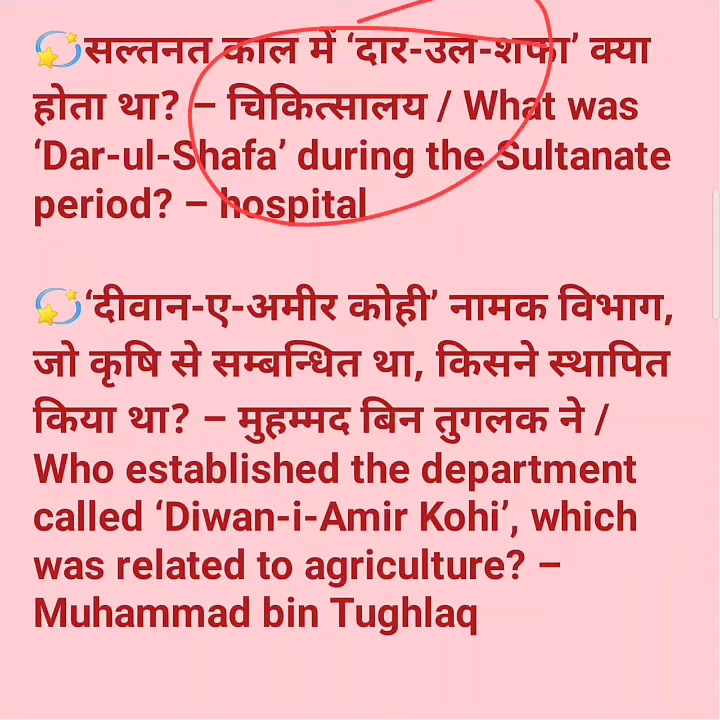 💫सल्तनत काल में ‘दार-उल-शफा’ क्या
होता था? – चिकित्सालय / What was
‘Dar-ul-Shafa’ during the Sultanate
period? – hospital
💫‘दीवान-ए-अमीर कोही’ नामक विभाग,
जो कृषि से सम्बन्धित था, किसने स्थापित
किया था? – मुहम्मद बिन तुगलक ने /
Who established the department
called ‘Diwan-i-Amir Kohi’, which
was related to agriculture? –
Muhammad bin Tughlaq